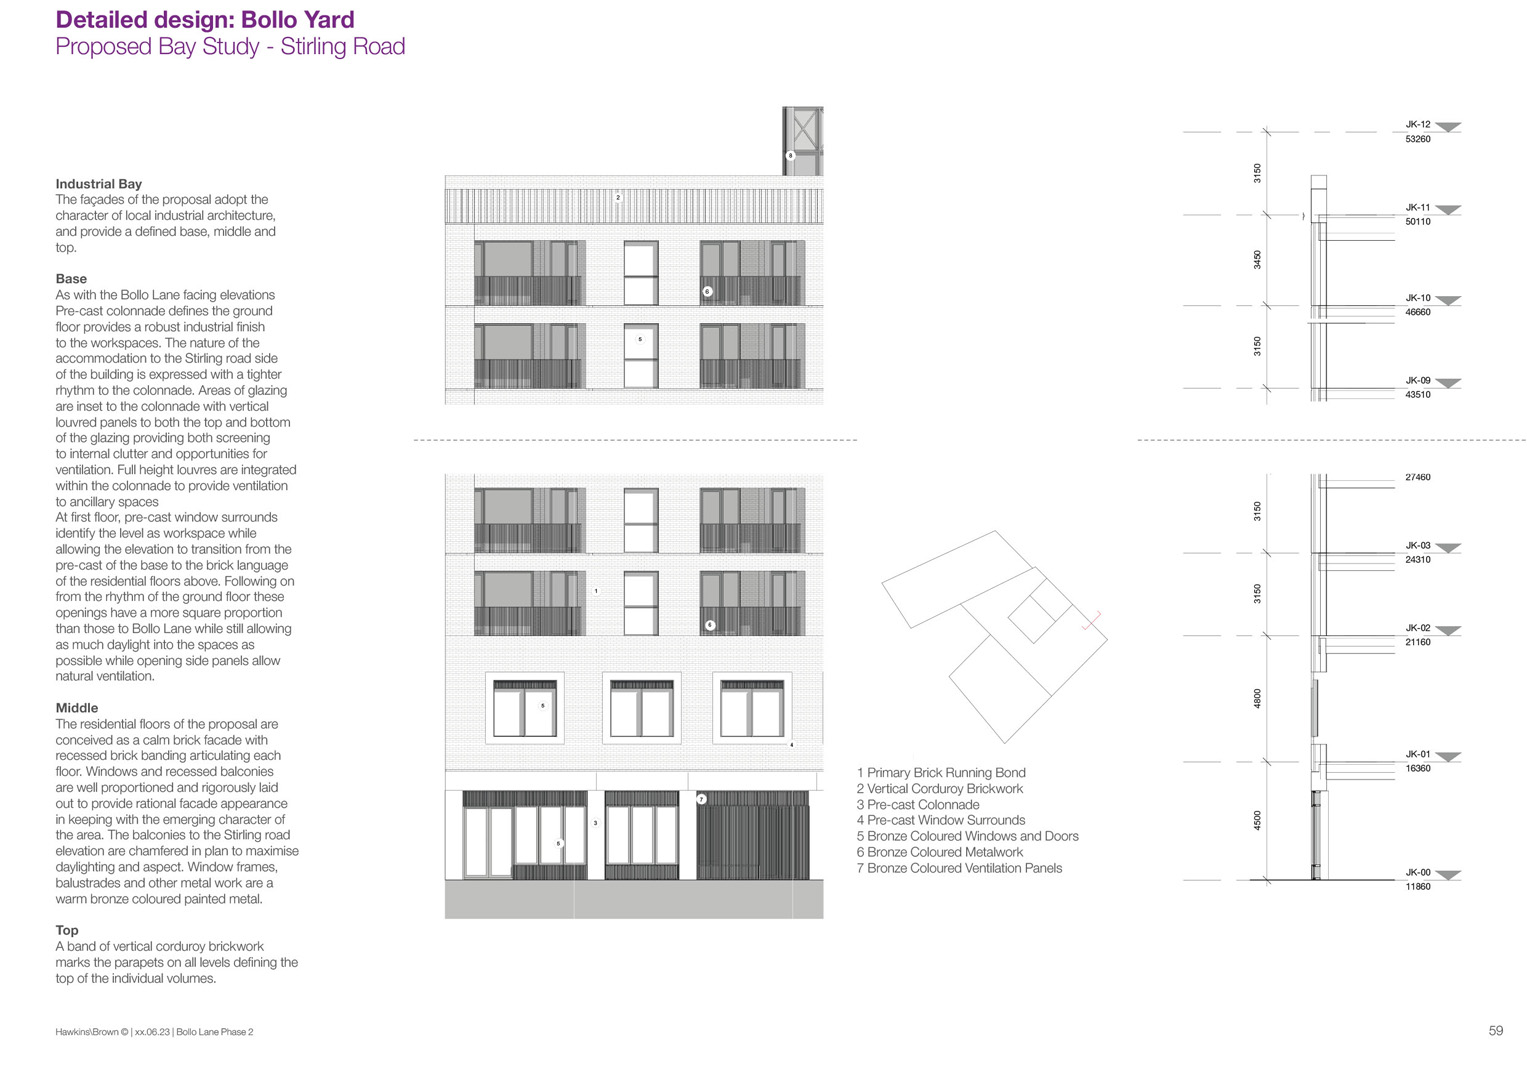 Detailed design: Bollo Yard
Proposed Bay Study - Stirling Road
Industrial Bay
The façades of the proposal adopt the
character of local industrial architecture,
and provide a defined base, middle and
top.
Base
As with the Bollo Lane facing elevations
Pre-cast colonnade defines the ground
floor provides a robust industrial finish
to the workspaces. The nature of the
accommodation to the Stirling road side
of the building is expressed with a tighter
rhythm to the colonnade. Areas of glazing
are inset to the colonnade with vertical
louvred panels to both the top and bottom
of the glazing providing both screening
to internal clutter and opportunities for
ventilation. Full height louvres are integrated
within the colonnade to provide ventilation
to ancillary spaces
At first floor, pre-cast window surrounds
identify the level as workspace while
allowing the elevation to transition from the
pre-cast of the base to the brick language
of the residential floors above. Following on
from the rhythm of the ground floor these
openings have a more square proportion
than those to Bollo Lane while still allowing
as much daylight into the spaces as
possible while opening side panels allow
natural ventilation.
Middle
The residential floors of the proposal are
conceived as a calm brick facade with
recessed brick banding articulating each
floor. Windows and recessed balconies
are well proportioned and rigorously laid
out to provide rational facade appearance
in keeping with the emerging character of
the area. The balconies to the Stirling road
elevation are chamfered in plan to maximise
daylighting and aspect. Window frames,
balustrades and other metal work are a
warm bronze coloured painted metal.
Top
A band of vertical corduroy brickwork
marks the parapets on all levels defining the
top of the individual volumes.
8
2
6
5
1
4
5
4
7
3
5
1 Primary Brick Running Bond
2 Vertical Corduroy Brickwork
3 Pre-cast Colonnade
4 Pre-cast Window Surrounds
5 Bronze Coloured Windows and Doors
6 Bronze Coloured Metalwork
7 Bronze Coloured Ventilation Panels
JK-12
53260
3150
JK-11
50110
3450
JK-10
46660
3150
JK-09
43510
27460
3150
JK-03
24310
3150
JK-02
21160
4800
JK-01
16360
4500
JK-00
11860
Hawkins\Brown © | xx.06.23 | Bollo Lane Phase 2
59